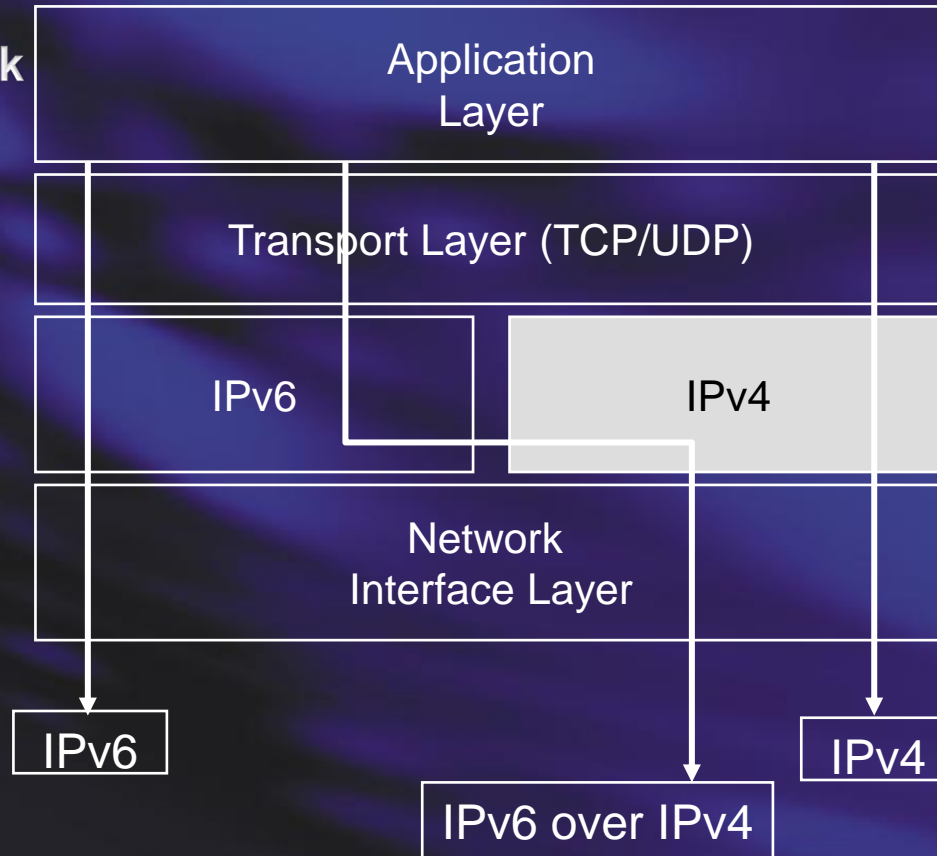 k
Application
Layer
Transport Layer (TCP/UDP)
IPv6
IPv4
Network
Interface Layer
IPv6
IPv4
IPv6 over IPv4